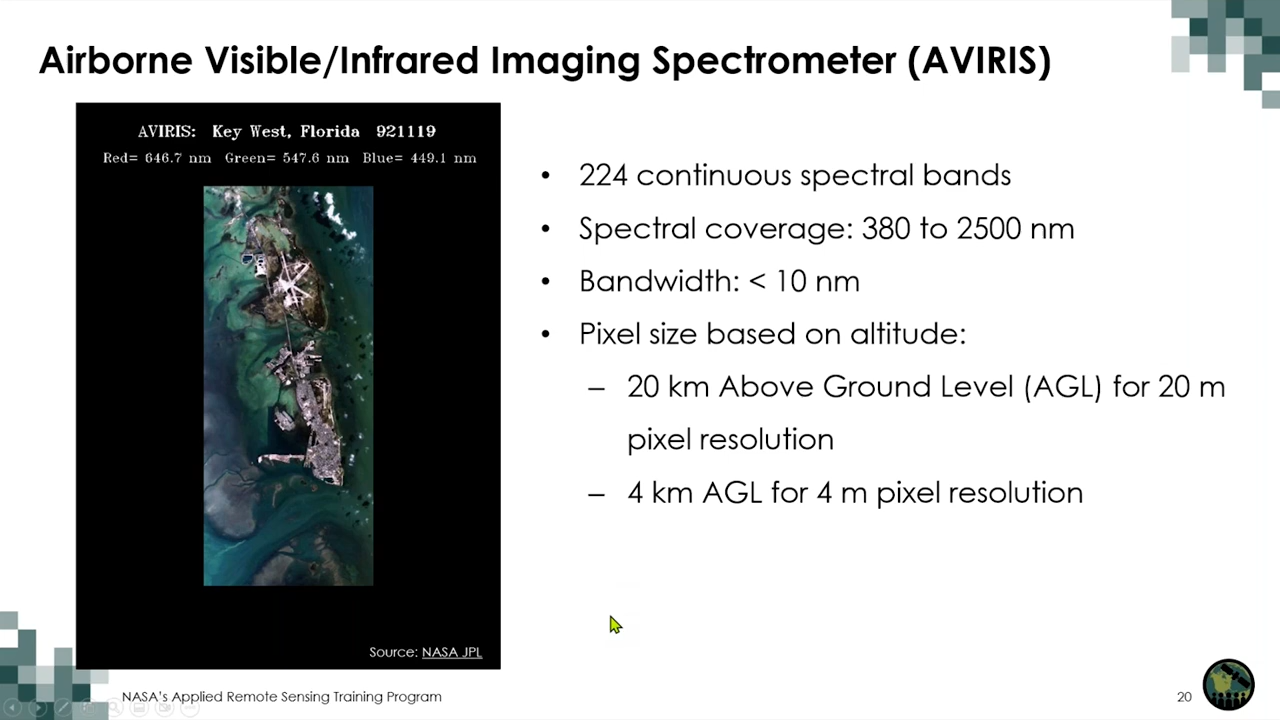 Airborne Visible/Infrared Imaging Spectrometer (AVIRIS)
AVIRIS: Key West, Florida 921119
Red= 646.7 nm Green= 547.6 nm Blue= 449.1 nm
Source: NASA JPL
• 224 continuous spectral bands
• Spectral coverage: 380 to 2500 nm
• Bandwidth: < 10 nm
• Pixel size based on altitude:
– 20 km Above Ground Level (AGL) for 20 m
pixel resolution
– 4 km AGL for 4 m pixel resolution
NASA's Applied Remote Sensing Training Program
20